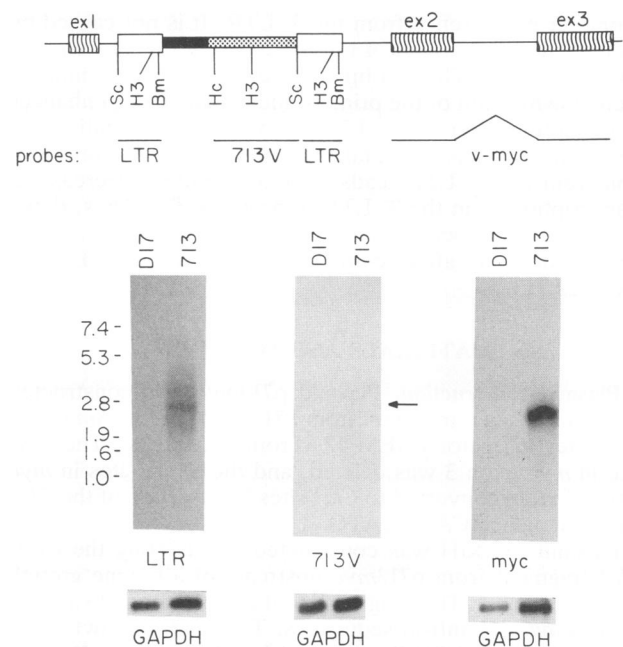 ex1 ex2 ex3
Sc H3 Bm Hc H3 Sc H3 Bm
probes: LTR 713V LTR v-myc
D17 713 D17 713 D17 713
7.4 -
5.3 -
2.8 -
1.9 -
1.6 -
1.0 -
LTR 713V myc
GAPDH GAPDH GAPDH